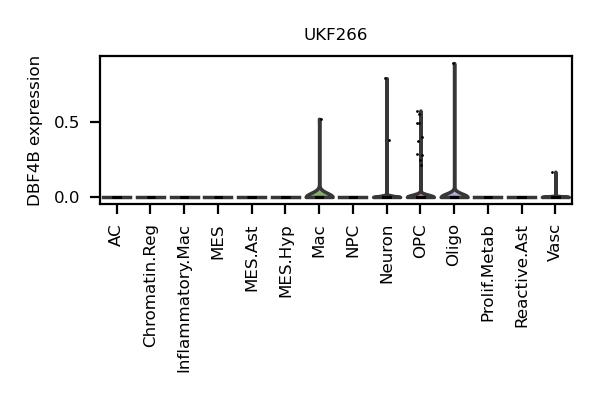 UKF266
DBF4B expression
0.5
0.0
AC
Chromatin.Reg
Inflammatory.Mac
MES
MES.Ast
MES.Hyp
Mac
NPC
Neuron
OPC
Oligo
Prolif.Metab
Reactive.Ast
Vasc